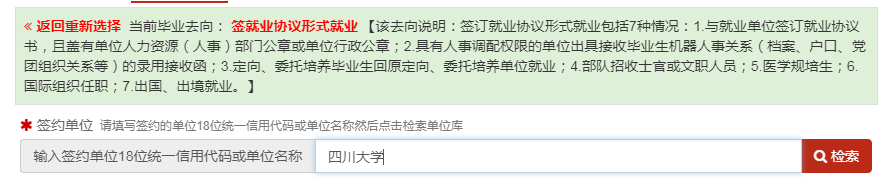 « 返回重新选择 当前毕业去向： 签就业协议形式就业 【该去向说明：签订就业协议形式就业包括7种情况：1.与就业单位签订就业协议
书，且盖有单位人力资源（人事）部门公章或单位行政公章；2.具有人事调配权限的单位出具接收毕业生机器人事关系（档案、户口、党
团组织关系等）的录用接收函；3.定向、委托培养毕业生回原定向、委托培养单位就业；4.部队招收士官或文职人员；5.医学规培生；6.
国际组织任职；7.出国、出境就业。】
* 签约单位 请填写签约的单位18位统一信用代码或单位名称然后点击检索单位库
输入签约单位18位统一信用代码或单位名称 四川大学 检索